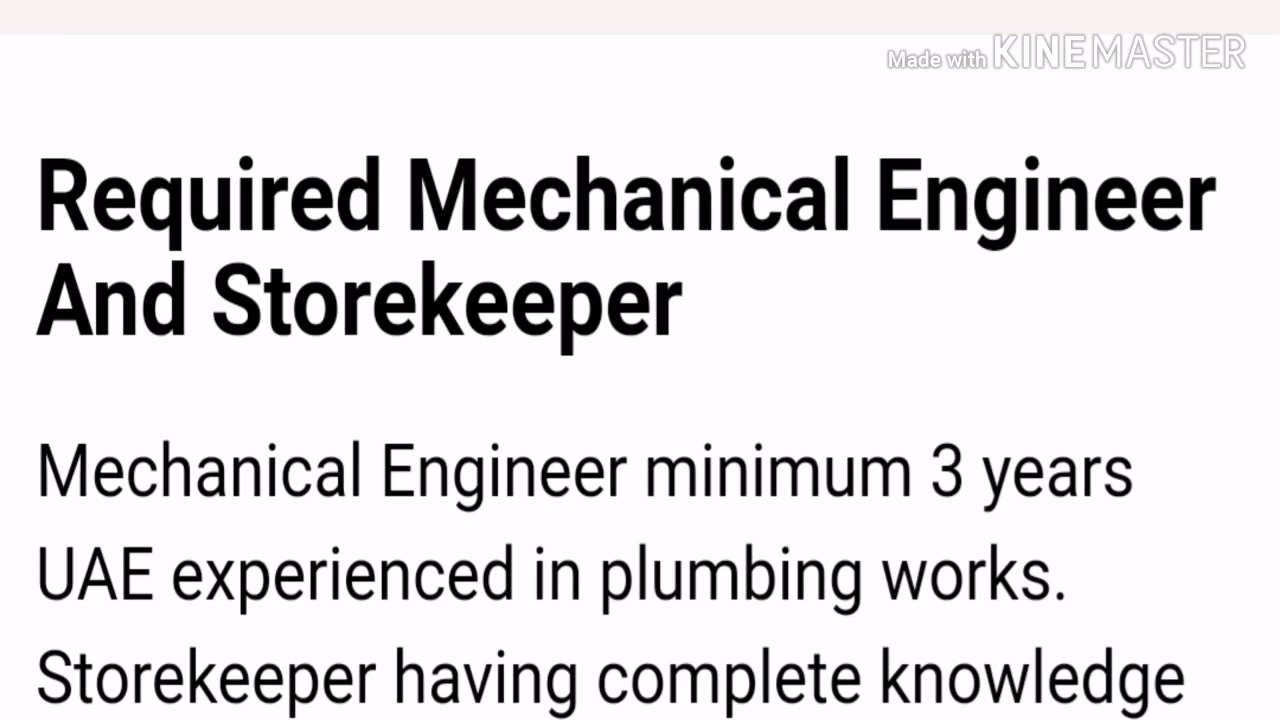 Made with KINEMASTER
Required Mechanical Engineer
And Storekeeper
Mechanical Engineer minimum 3 years
UAE experienced in plumbing works.
Storekeeper having complete knowledge